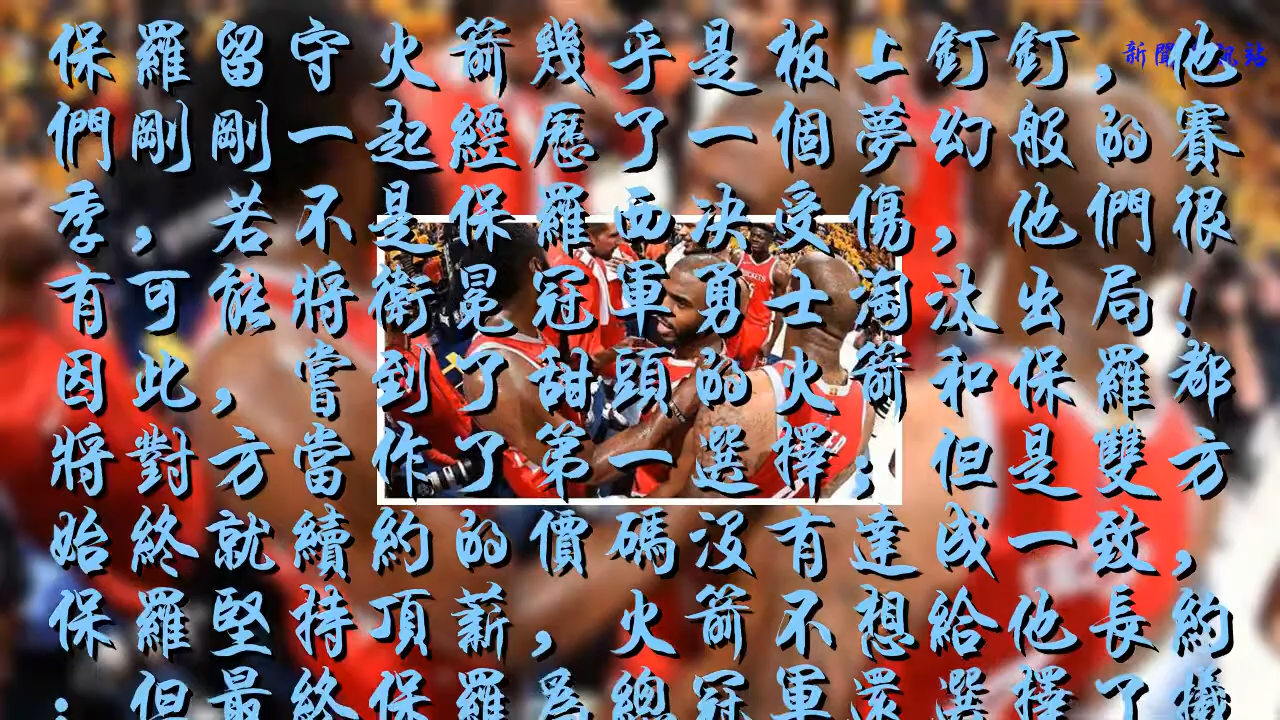 保羅留守火箭幾乎是板上釘釘，他
們剛剛一起經歷了一個夢幻般的賽
季，若不是保羅西決受傷，他們很
有可能將衛冕冠軍勇士淘汰出局！
因此，嘗到了甜頭的火箭和保羅都
將對方當作了第一選擇；但是雙方
始終就續約的價碼沒有達成一致，
保羅堅持頂薪，火箭不想給他長約
；但最終保羅爲總冠軍還選擇了
新聞
站